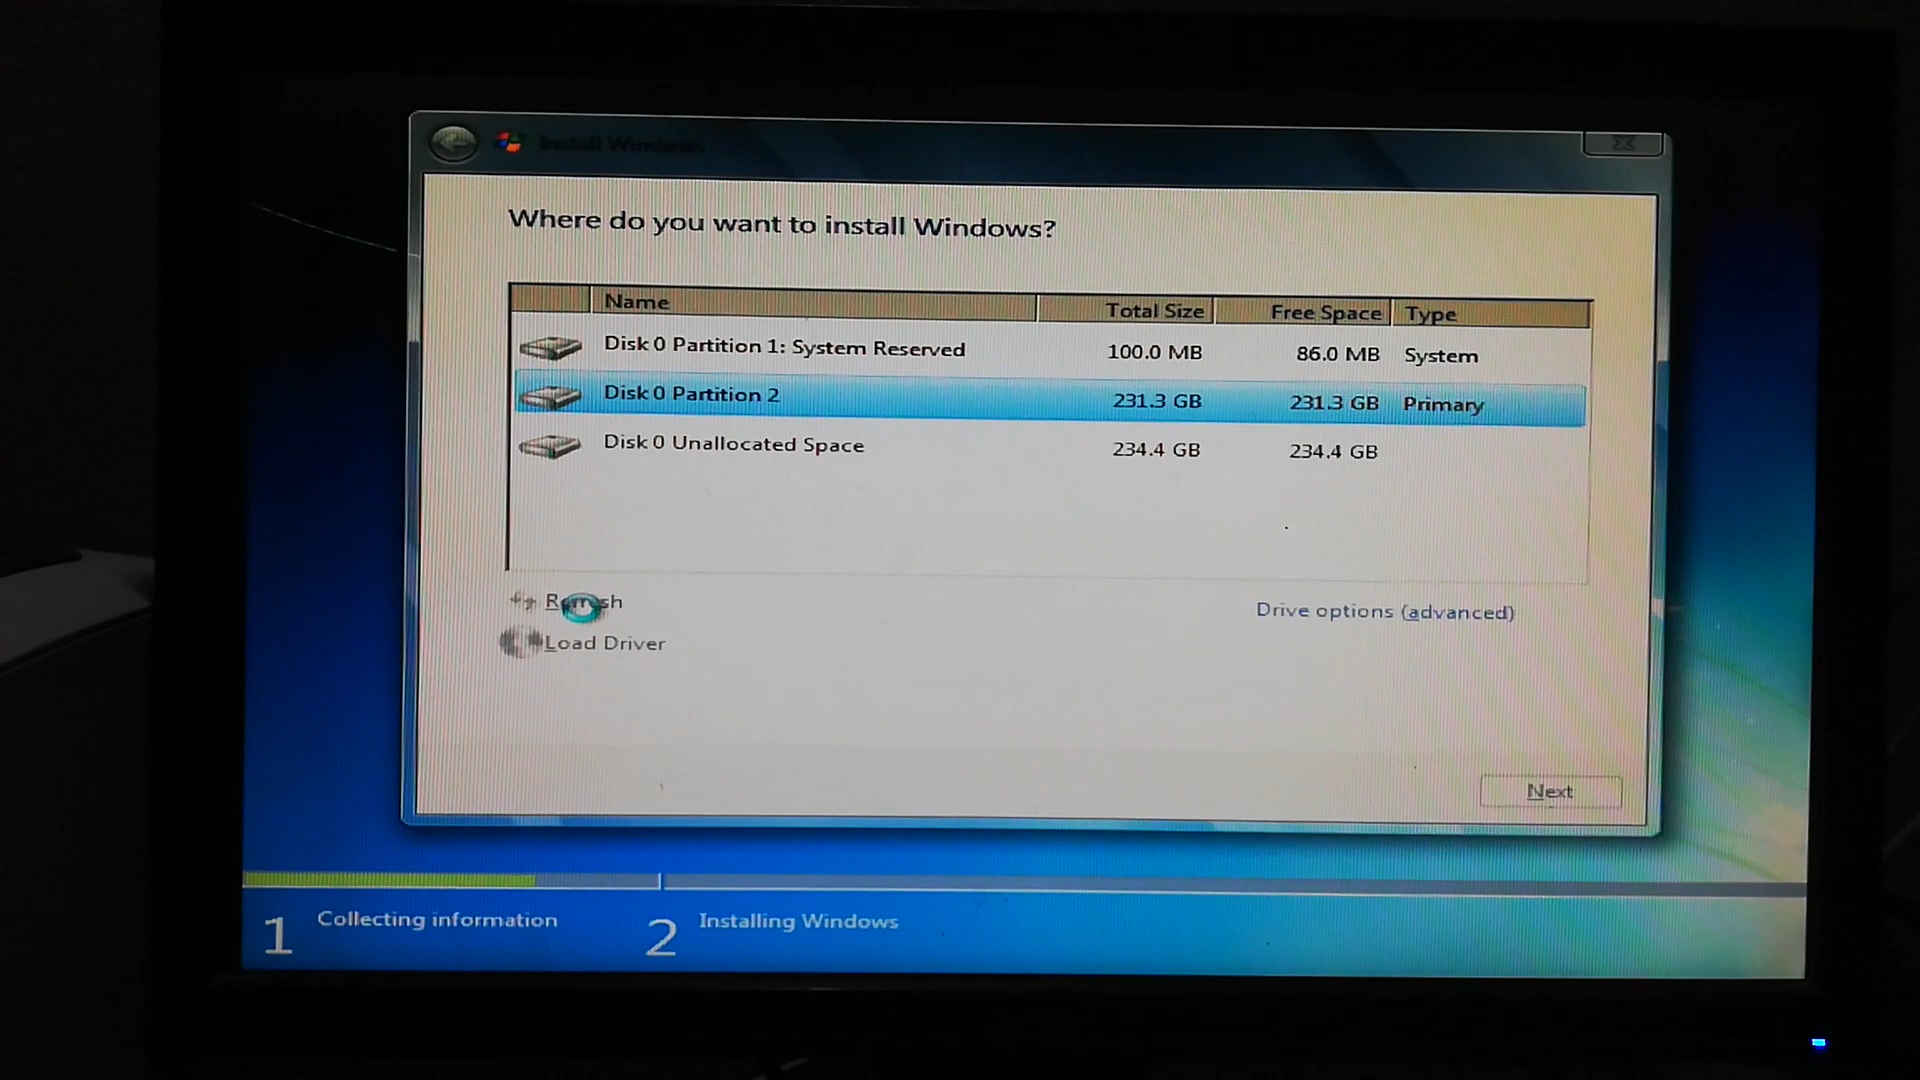 Install Windows
Where do you want to install Windows?
Name Total Size Free Space Type
Disk 0 Partition 1: System Reserved 100.0 MB 86.0 MB System
Disk 0 Partition 2 231.3 GB 231.3 GB Primary
Disk 0 Unallocated Space 234.4 GB 234.4 GB
Refresh Drive options (advanced)
Load Driver
Next
1 Collecting information 2 Installing Windows